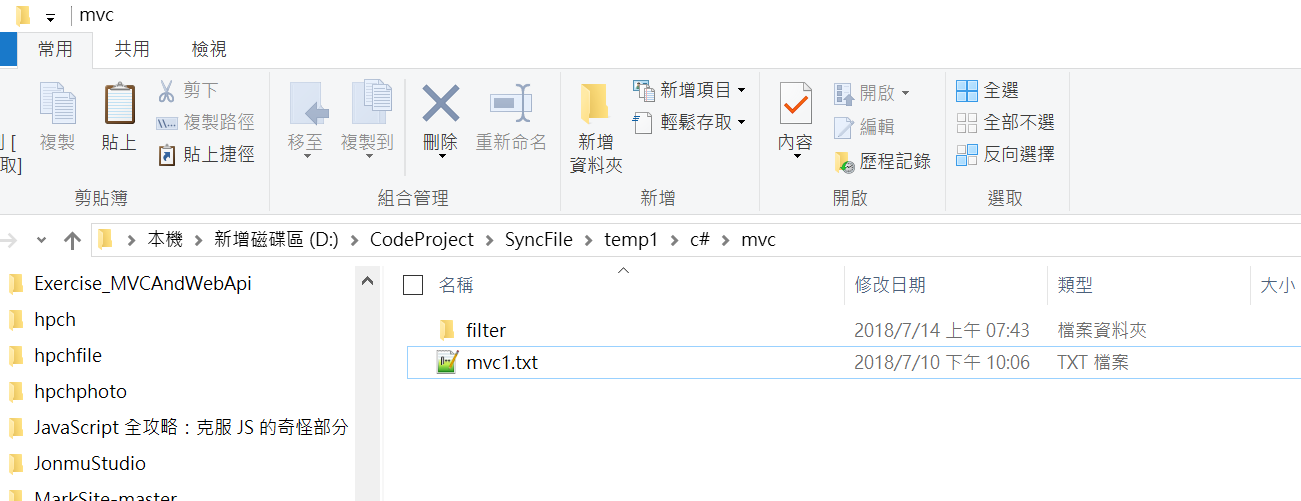 mvc
常用 共用 檢視
複製 貼上 剪下 複製路徑 貼上捷徑
取]
剪貼簿
移至 複製到 刪除 重新命名
組合管理
新增
資料夾
新增項目
輕鬆存取
新增
內容 開啟 編輯 歷程記錄
開啟
全選
全部不選
反向選擇
選取
本機 > 新增磁碟區 (D:) > CodeProject > SyncFile > temp1 > c# > mvc
Exercise_MVCAndWebApi
hpch
hpchfile
hpchphoto
JavaScript 全攻略：克服 JS 的奇怪部分
JonmuStudio
MarkSite-master
名稱 修改日期 類型 大小
filter 2018/7/14 上午 07:43 檔案資料夾
mvc1.txt 2018/7/10 下午 10:06 TXT 檔案